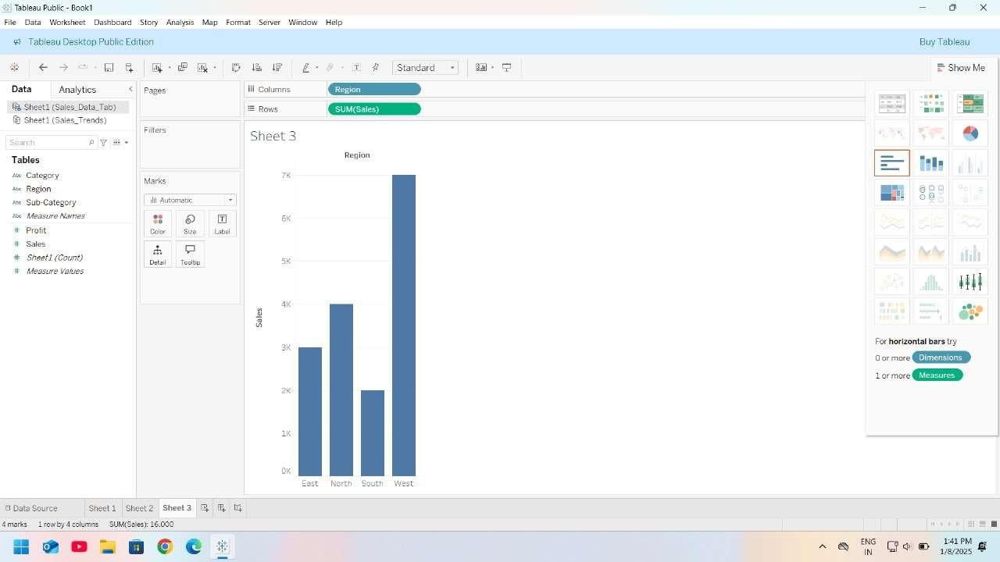 Tableau Public - Book1
File Data Worksheet Dashboard Story Analysis Map Format Server Window Help
Tableau Desktop Public Edition
Buy Tableau
Standard
Show Me
Data Analytics
Sheet1 (Sales_Data_Tab)
Sheet1 (Sales_Trends)
Search
Tables
Abc Category
Abc Region
Abc Sub-Category
Abc Measure Names
# Profit
# Sales
# Sheet1 (Count)
# Measure Values
Pages
Filters
Marks
Automatic
Color Size Label
Detail Tooltip
Columns Region
Rows SUM(Sales)
Sheet 3
Region
Sales
7K
6K
5K
4K
3K
2K
1K
0K
East North South West
For horizontal bars try
0 or more Dimensions
1 or more Measures
Data Source Sheet 1 Sheet 2 Sheet 3
4 marks 1 row by 4 columns SUM(Sales): 16,000
ENG
IN
1:41 PM
1/8/2025